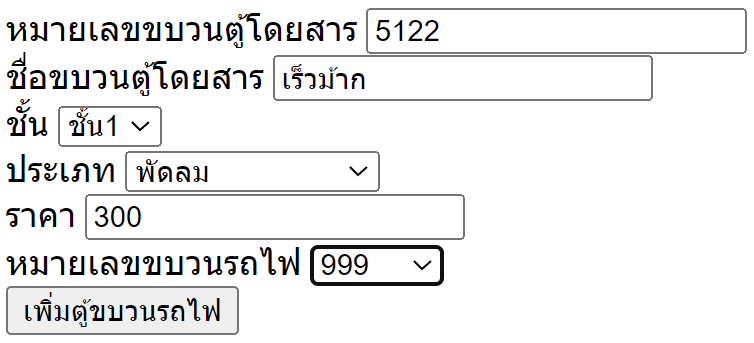 หมายเลขขบวนตู้โดยสาร 5122
ชื่อขบวนตู้โดยสาร เร็วม้าก
ชั้น ชั้น1
ประเภท พัดลม
ราคา 300
หมายเลขขบวนรถไฟ 999
เพิ่มตู้ขบวนรถไฟ